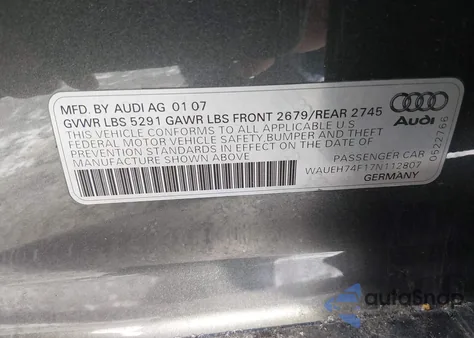 MFD. BY AUDI AG 01 07
GVWR LBS 5291 GAWR LBS FRONT 2679/REAR 2745
THIS VEHICLE CONFORMS TO ALL APPLICABLE U.S.
FEDERAL MOTOR VEHICLE SAFETY, BUMPER AND THEFT
PREVENTION STANDARDS IN EFFECT ON THE DATE OF
MANUFACTURE SHOWN ABOVE
Audi
0522766
PASSENGER CAR
WAUEH74F17N112807
GERMANY
autoSnap